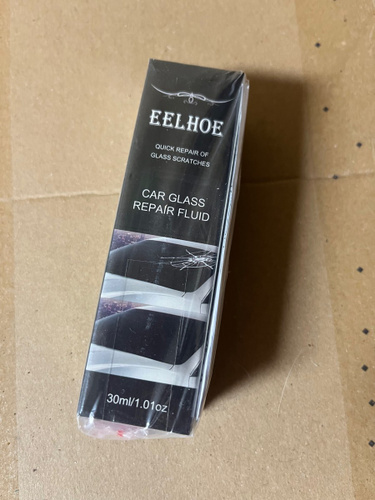 EELHOE
QUICK REPAIR OF
GLASS SCRATCHES
CAR GLASS
REPAIR FLUID
30ml/1.01oz